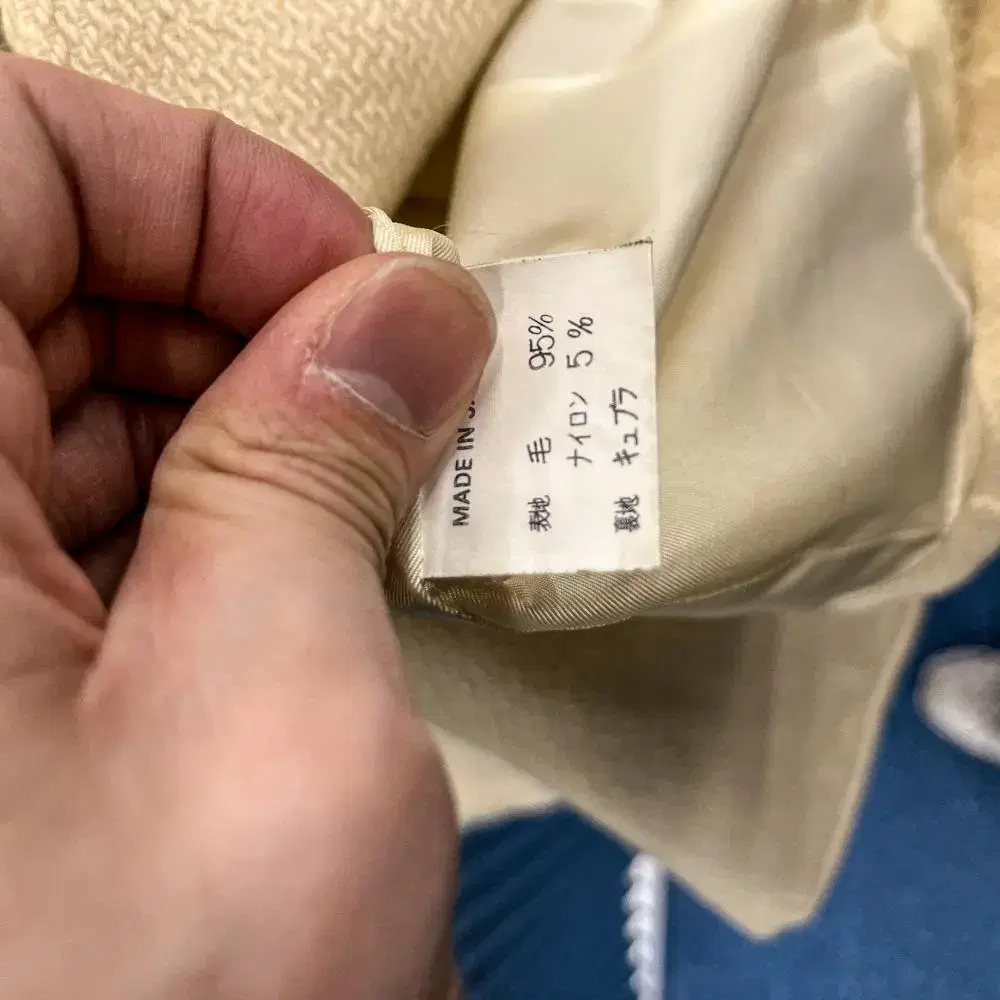 MADE IN
表地 毛 95%
ナイロン 5%
裏地 キュプラ